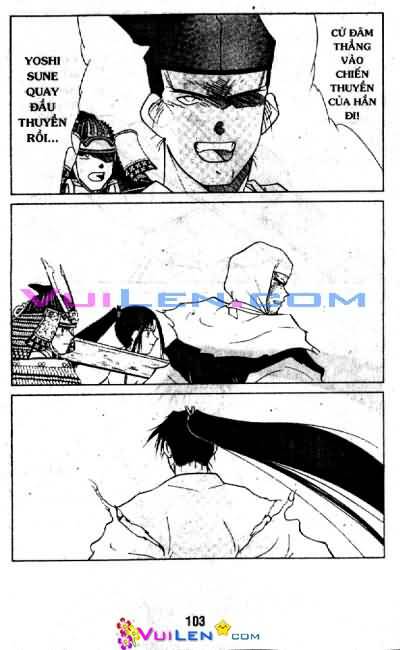 YOSHI
SUNE
QUAY
ĐẦU
THUYỀN
RỒI...
CỨ ĐÂM
THẲNG
VÀO
CHIẾN
THUYỀN
CỦA HẮN
ĐI!
VUILEN.COM
103
VUILEN
.COM